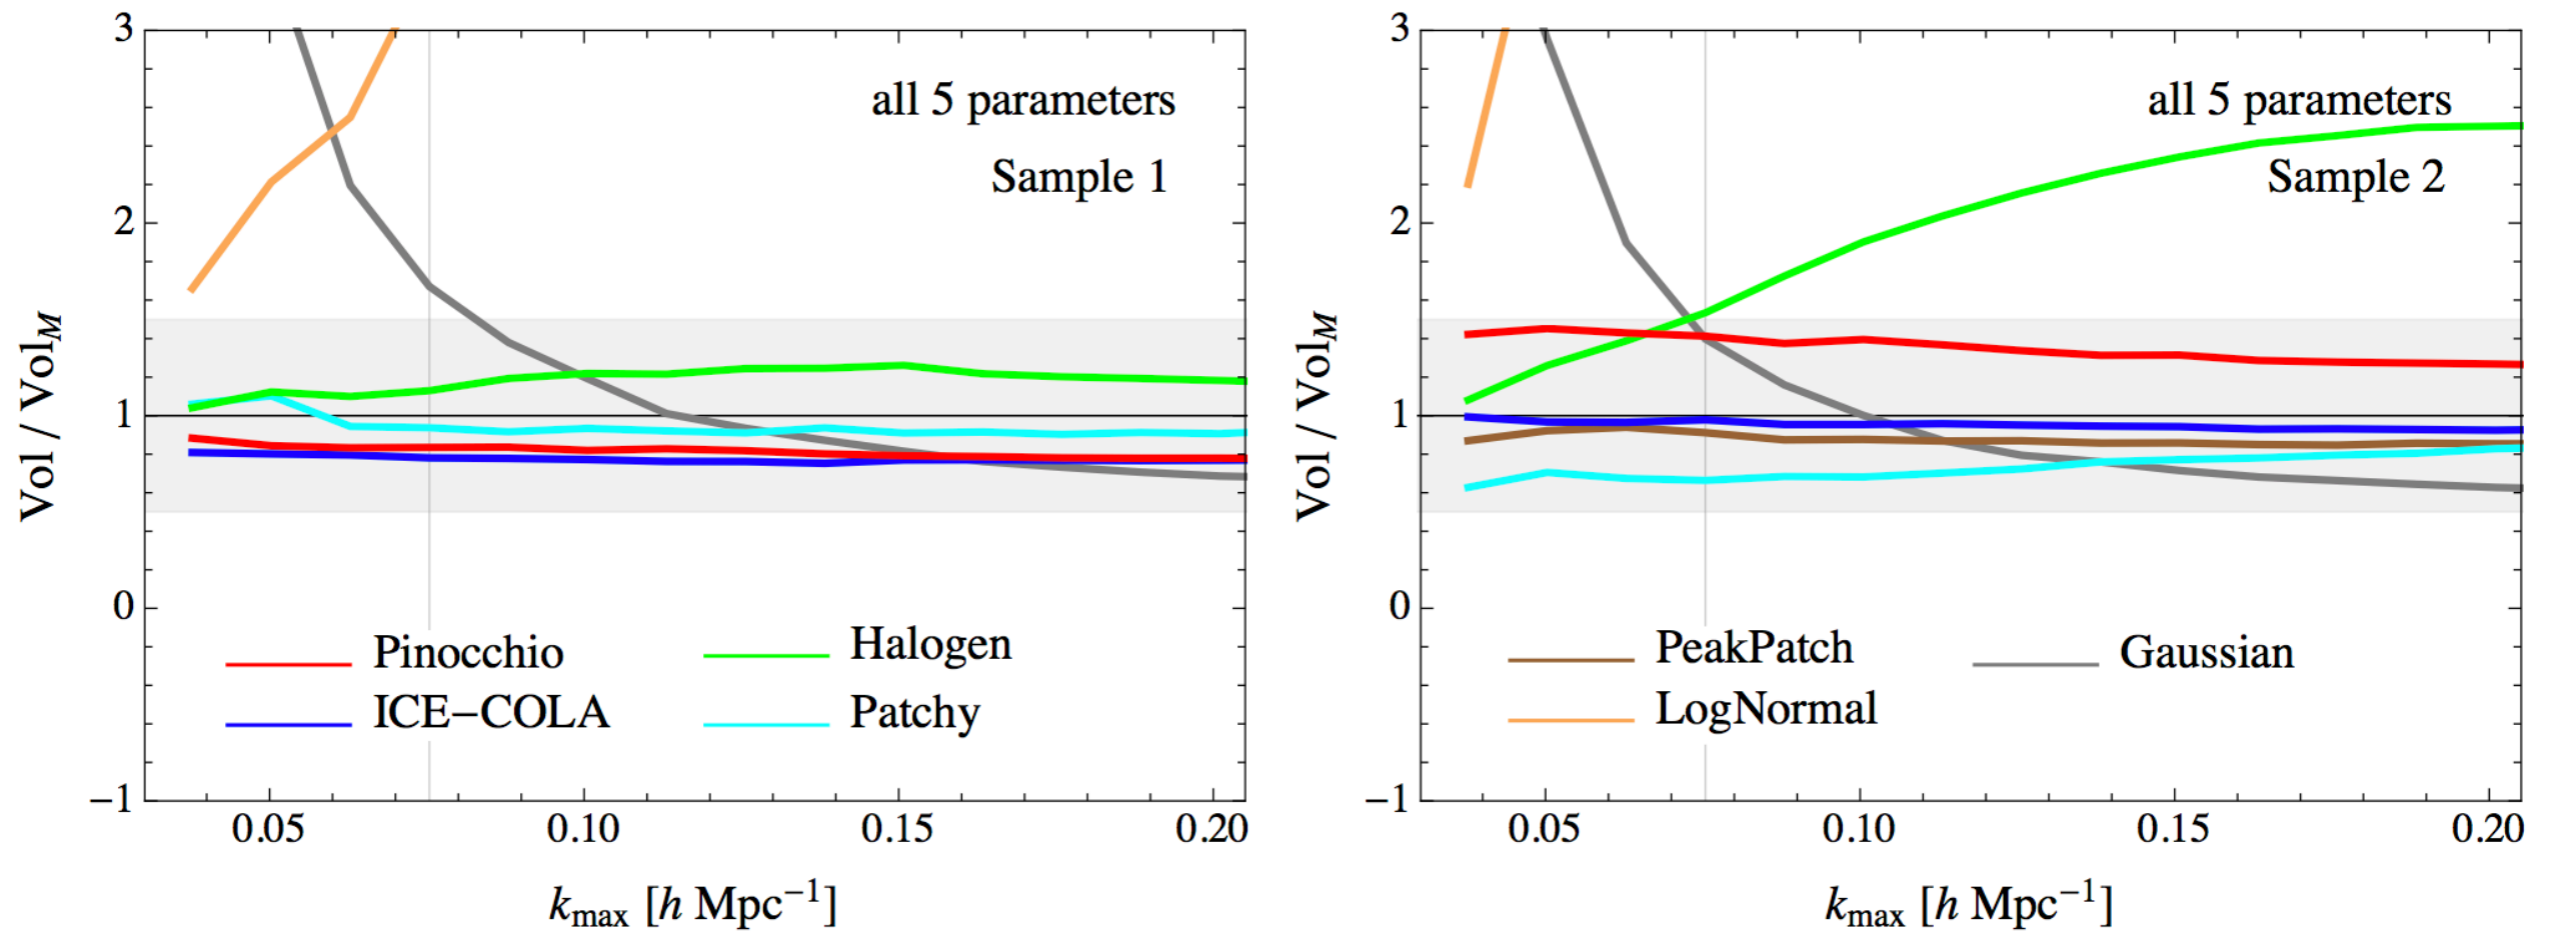 3
2
1
0
−1
Vol / Vol_M
all 5 parameters
Sample 1
Pinocchio
ICE−COLA
Halogen
Patchy
0.05 0.10 0.15 0.20
k_max [h Mpc⁻¹]
3
2
1
0
−1
Vol / Vol_M
all 5 parameters
Sample 2
PeakPatch
LogNormal
Gaussian
0.05 0.10 0.15 0.20
k_max [h Mpc⁻¹]